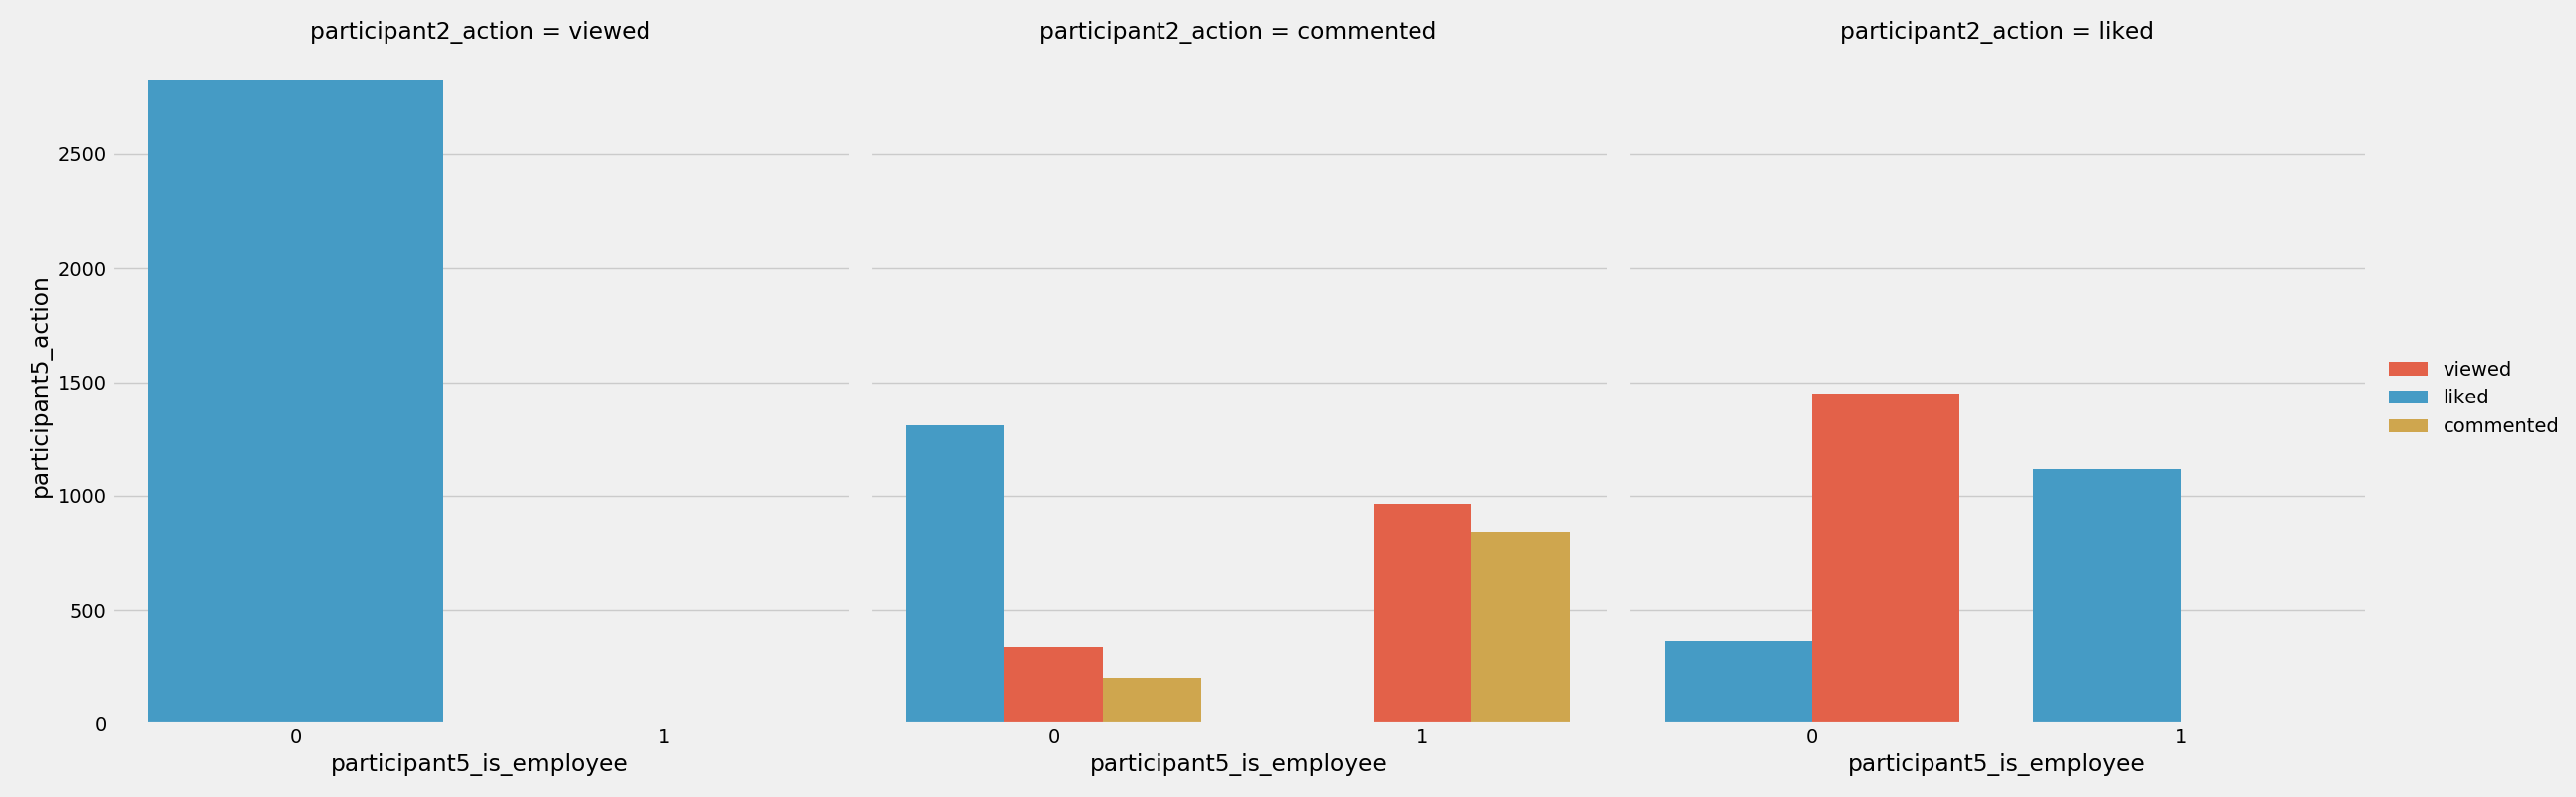 participant2_action = viewed
participant2_action = commented
participant2_action = liked
participant5_action
2500
2000
1500
1000
500
0
0 1
0 1
0 1
participant5_is_employee
participant5_is_employee
participant5_is_employee
viewed
liked
commented